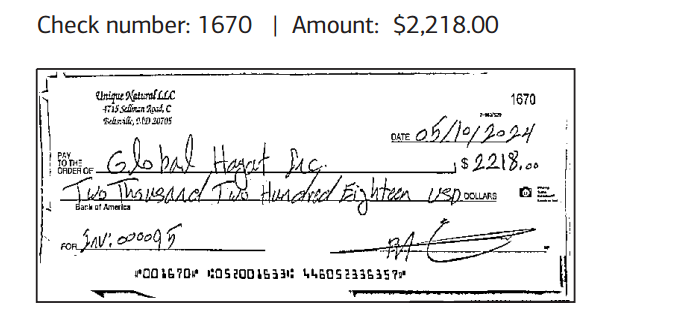 Check number: 1670 | Amount: $2,218.00
Unique Natural LLC
4715 Sellman Road, C
Beltsville, MD 20705
1670
DATE 05/10/2024
PAY TO THE ORDER OF Global Hayat Inc. $2218.00
Two Thousand Two Hundred Eighteen USD DOLLARS
Bank of America
FOR Inv: 000095
⑈001670⑈ ⑆052001633⑆ 446052336357⑈